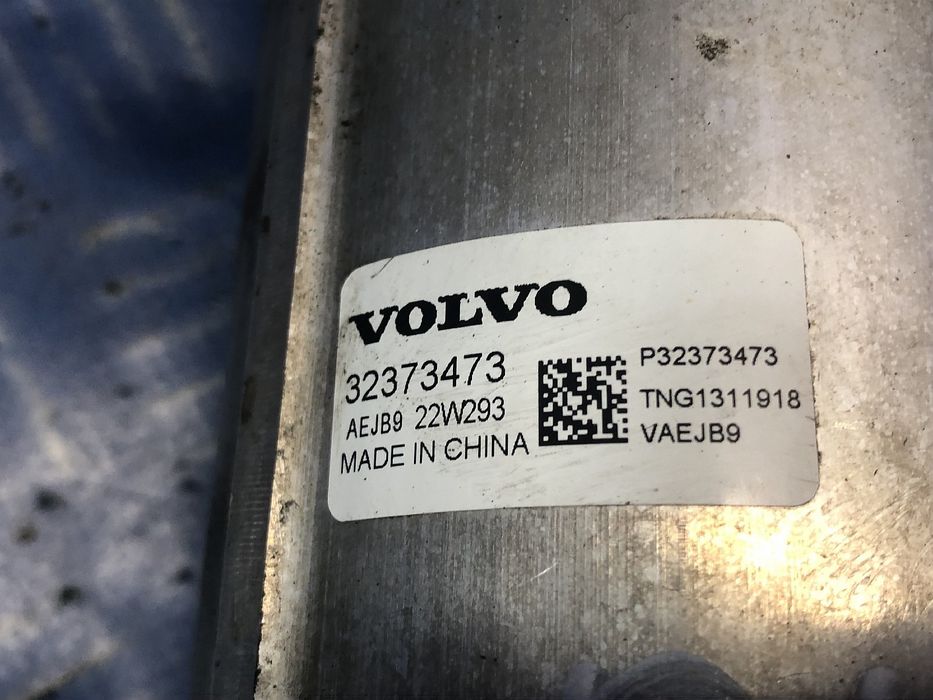 VOLVO
32373473
AEJB9 22W293
MADE IN CHINA
P32373473
TNG1311918
VAEJB9